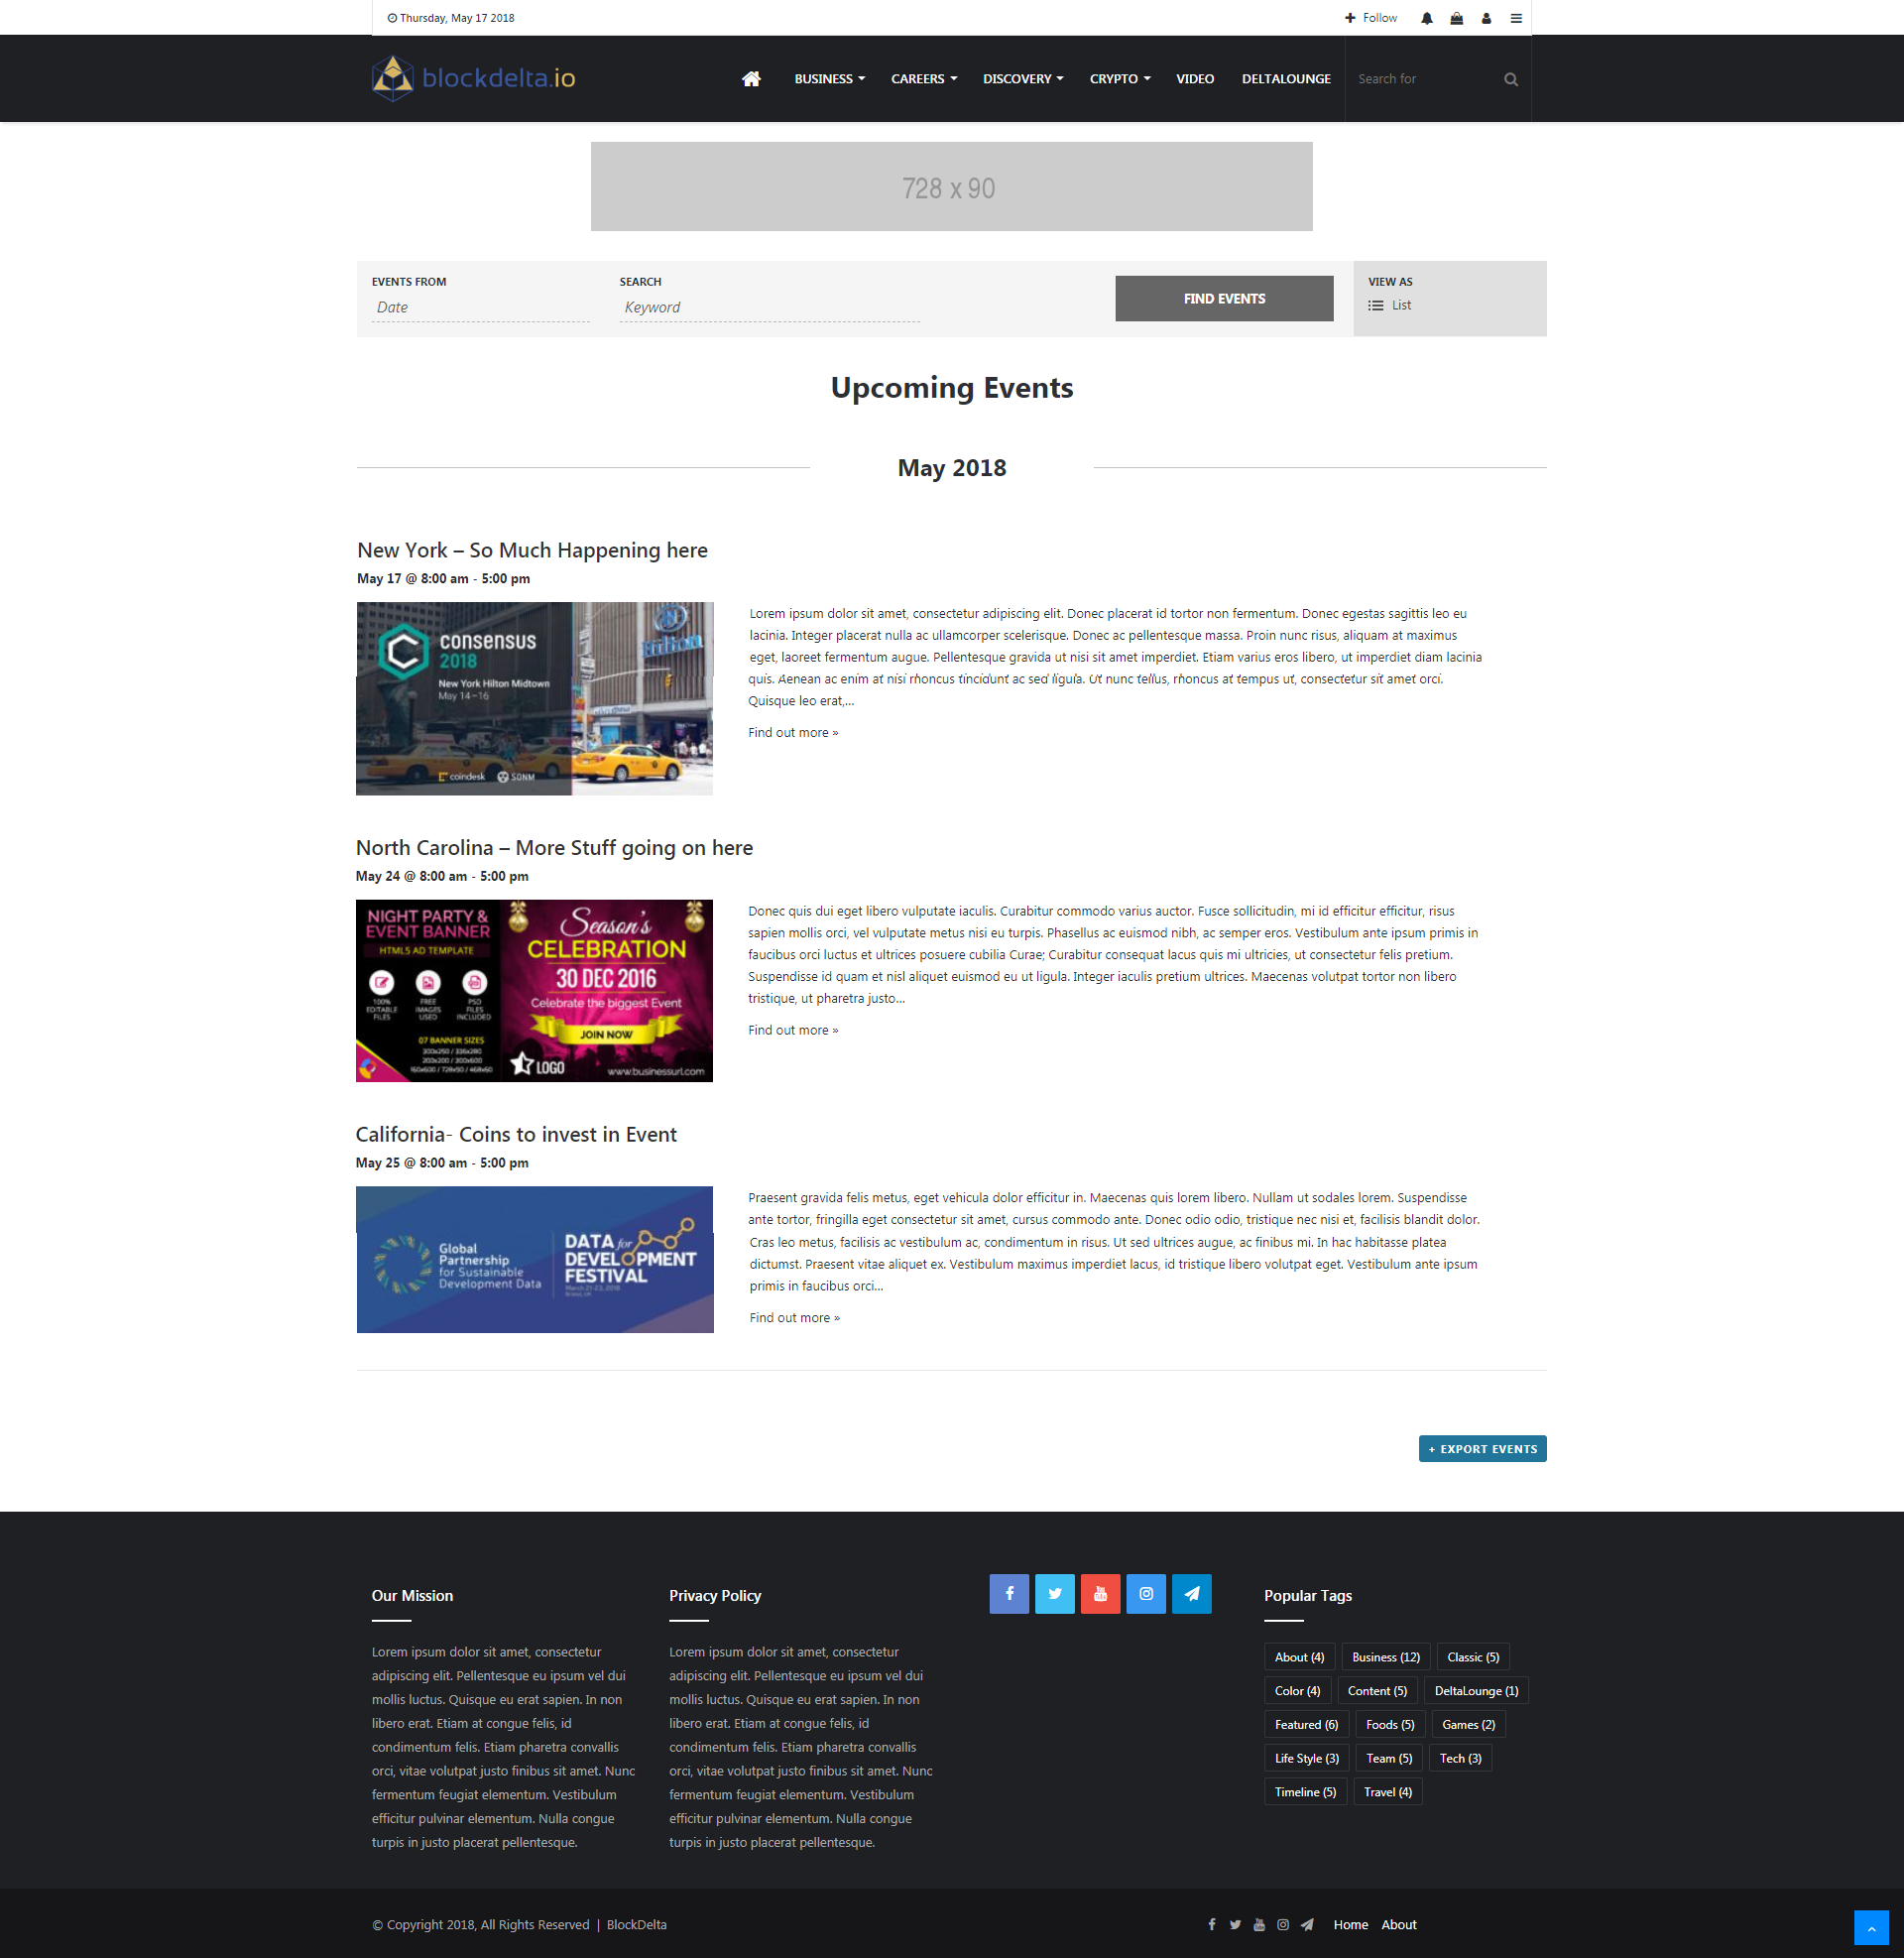 Thursday, May 17 2018
Follow
blockdelta.io
BUSINESS
CAREERS
DISCOVERY
CRYPTO
VIDEO
DELTALOUNGE
Search for
728 x 90
EVENTS FROM
Date
SEARCH
Keyword
FIND EVENTS
VIEW AS
List
Upcoming Events
May 2018
New York – So Much Happening here
May 17 @ 8:00 am - 5:00 pm
consensus
2018
New York Hilton Midtown
May 14–16
coindesk
SONM
Hilton
Lorem ipsum dolor sit amet, consectetur adipiscing elit. Donec placerat id tortor non fermentum. Donec egestas sagittis leo eu
lacinia. Integer placerat nulla ac ullamcorper scelerisque. Donec ac pellentesque massa. Proin nunc risus, aliquam at maximus
eget, laoreet fermentum augue. Pellentesque gravida ut nisi sit amet imperdiet. Etiam varius eros libero, ut imperdiet diam lacinia
quis. Aenean ac enim at nisi rhoncus tincidunt ac sed ligula. Ut nunc tellus, rhoncus at tempus ut, consectetur sit amet orci.
Quisque leo erat,...
Find out more »
North Carolina – More Stuff going on here
May 24 @ 8:00 am - 5:00 pm
NIGHT PARTY &
EVENT BANNER
HTML5 AD TEMPLATE
100%
EDITABLE
FILES
FREE
IMAGES
USED
PSD
FILES
INCLUDED
07 BANNER SIZES
300x250 / 336x280
200x200 / 300x600
160x600 / 728x90 / 468x60
Season's
CELEBRATION
30 DEC 2016
Celebrate the biggest Event
JOIN NOW
LOGO
www.businessurl.com
Donec quis dui eget libero vulputate iaculis. Curabitur commodo varius auctor. Fusce sollicitudin, mi id efficitur efficitur, risus
sapien mollis orci, vel vulputate metus nisi eu turpis. Phasellus ac euismod nibh, ac semper eros. Vestibulum ante ipsum primis in
faucibus orci luctus et ultrices posuere cubilia Curae; Curabitur consequat lacus quis mi ultricies, ut consectetur felis pretium.
Suspendisse id quam et nisl aliquet euismod eu ut ligula. Integer iaculis pretium ultrices. Maecenas volutpat tortor non libero
tristique, ut pharetra justo...
Find out more »
California- Coins to invest in Event
May 25 @ 8:00 am - 5:00 pm
Global
Partnership
for Sustainable
Development Data
DATA for
DEVELOPMENT
FESTIVAL
March 21-23, 2018
Bristol, UK
Praesent gravida felis metus, eget vehicula dolor efficitur in. Maecenas quis lorem libero. Nullam ut sodales lorem. Suspendisse
ante tortor, fringilla eget consectetur sit amet, cursus commodo ante. Donec odio odio, tristique nec nisi et, facilisis blandit dolor.
Cras leo metus, facilisis ac vestibulum ac, condimentum in risus. Ut sed ultrices augue, ac finibus mi. In hac habitasse platea
dictumst. Praesent vitae aliquet ex. Vestibulum maximus imperdiet lacus, id tristique libero volutpat eget. Vestibulum ante ipsum
primis in faucibus orci...
Find out more »
+ EXPORT EVENTS
Our Mission
Lorem ipsum dolor sit amet, consectetur
adipiscing elit. Pellentesque eu ipsum vel dui
mollis luctus. Quisque eu erat sapien. In non
libero erat. Etiam at congue felis, id
condimentum felis. Etiam pharetra convallis
orci, vitae volutpat justo finibus sit amet. Nunc
fermentum feugiat elementum. Vestibulum
efficitur pulvinar elementum. Nulla congue
turpis in justo placerat pellentesque.
Privacy Policy
Lorem ipsum dolor sit amet, consectetur
adipiscing elit. Pellentesque eu ipsum vel dui
mollis luctus. Quisque eu erat sapien. In non
libero erat. Etiam at congue felis, id
condimentum felis. Etiam pharetra convallis
orci, vitae volutpat justo finibus sit amet. Nunc
fermentum feugiat elementum. Vestibulum
efficitur pulvinar elementum. Nulla congue
turpis in justo placerat pellentesque.
Popular Tags
About (4)
Business (12)
Classic (5)
Color (4)
Content (5)
DeltaLounge (1)
Featured (6)
Foods (5)
Games (2)
Life Style (3)
Team (5)
Tech (3)
Timeline (5)
Travel (4)
© Copyright 2018, All Rights Reserved | BlockDelta
Home
About